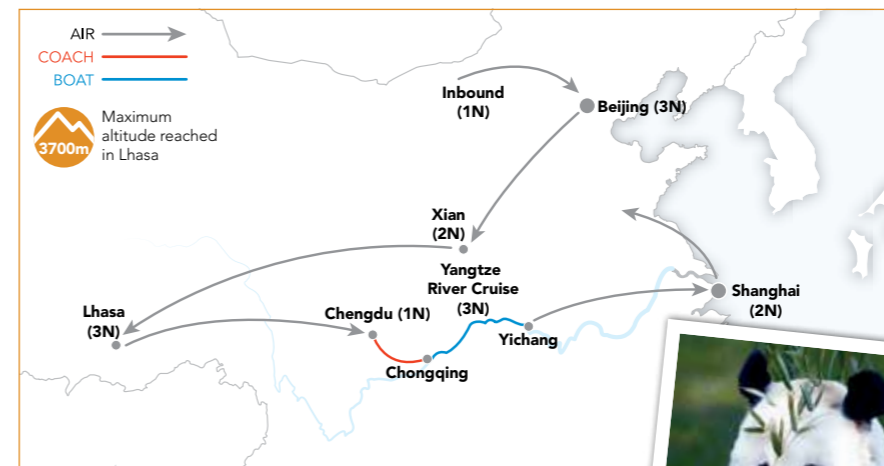 AIR
COACH
BOAT
3700m
Maximum
altitude reached
in Lhasa
Inbound
(1N)
Beijing (3N)
Xian
(2N)
Yangtze
River Cruise
(3N)
Lhasa
(3N)
Chengdu (1N)
Chongqing
Yichang
Shanghai
(2N)